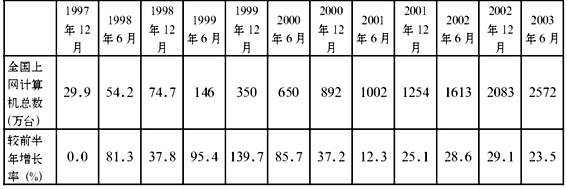 1997年12月 1998年6月 1998年12月 1999年6月 1999年12月 2000年6月 2000年12月 2001年6月 2001年12月 2002年6月 2002年12月 2003年6月
全国上网计算机总数(万台) 29.9 54.2 74.7 146 350 650 892 1002 1254 1613 2083 2572
较前半年增长率(%) 0.0 81.3 37.8 95.4 139.7 85.7 37.2 12.3 25.1 28.6 29.1 23.5